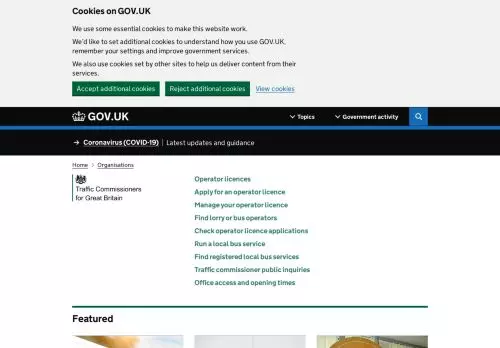 Cookies on GOV.UK
We use some essential cookies to make this website work.
We'd like to set additional cookies to understand how you use GOV.UK,
remember your settings and improve government services.
We also use cookies set by other sites to help us deliver content from their
services.
Accept additional cookies Reject additional cookies View cookies
GOV.UK Topics Government activity
→ Coronavirus (COVID-19) Latest updates and guidance
Home > Organisations
Traffic Commissioners
for Great Britain
Operator licences
Apply for an operator licence
Manage your operator licence
Find lorry or bus operators
Check operator licence applications
Run a local bus service
Find registered local bus services
Traffic commissioner public inquiries
Office access and opening times
Featured